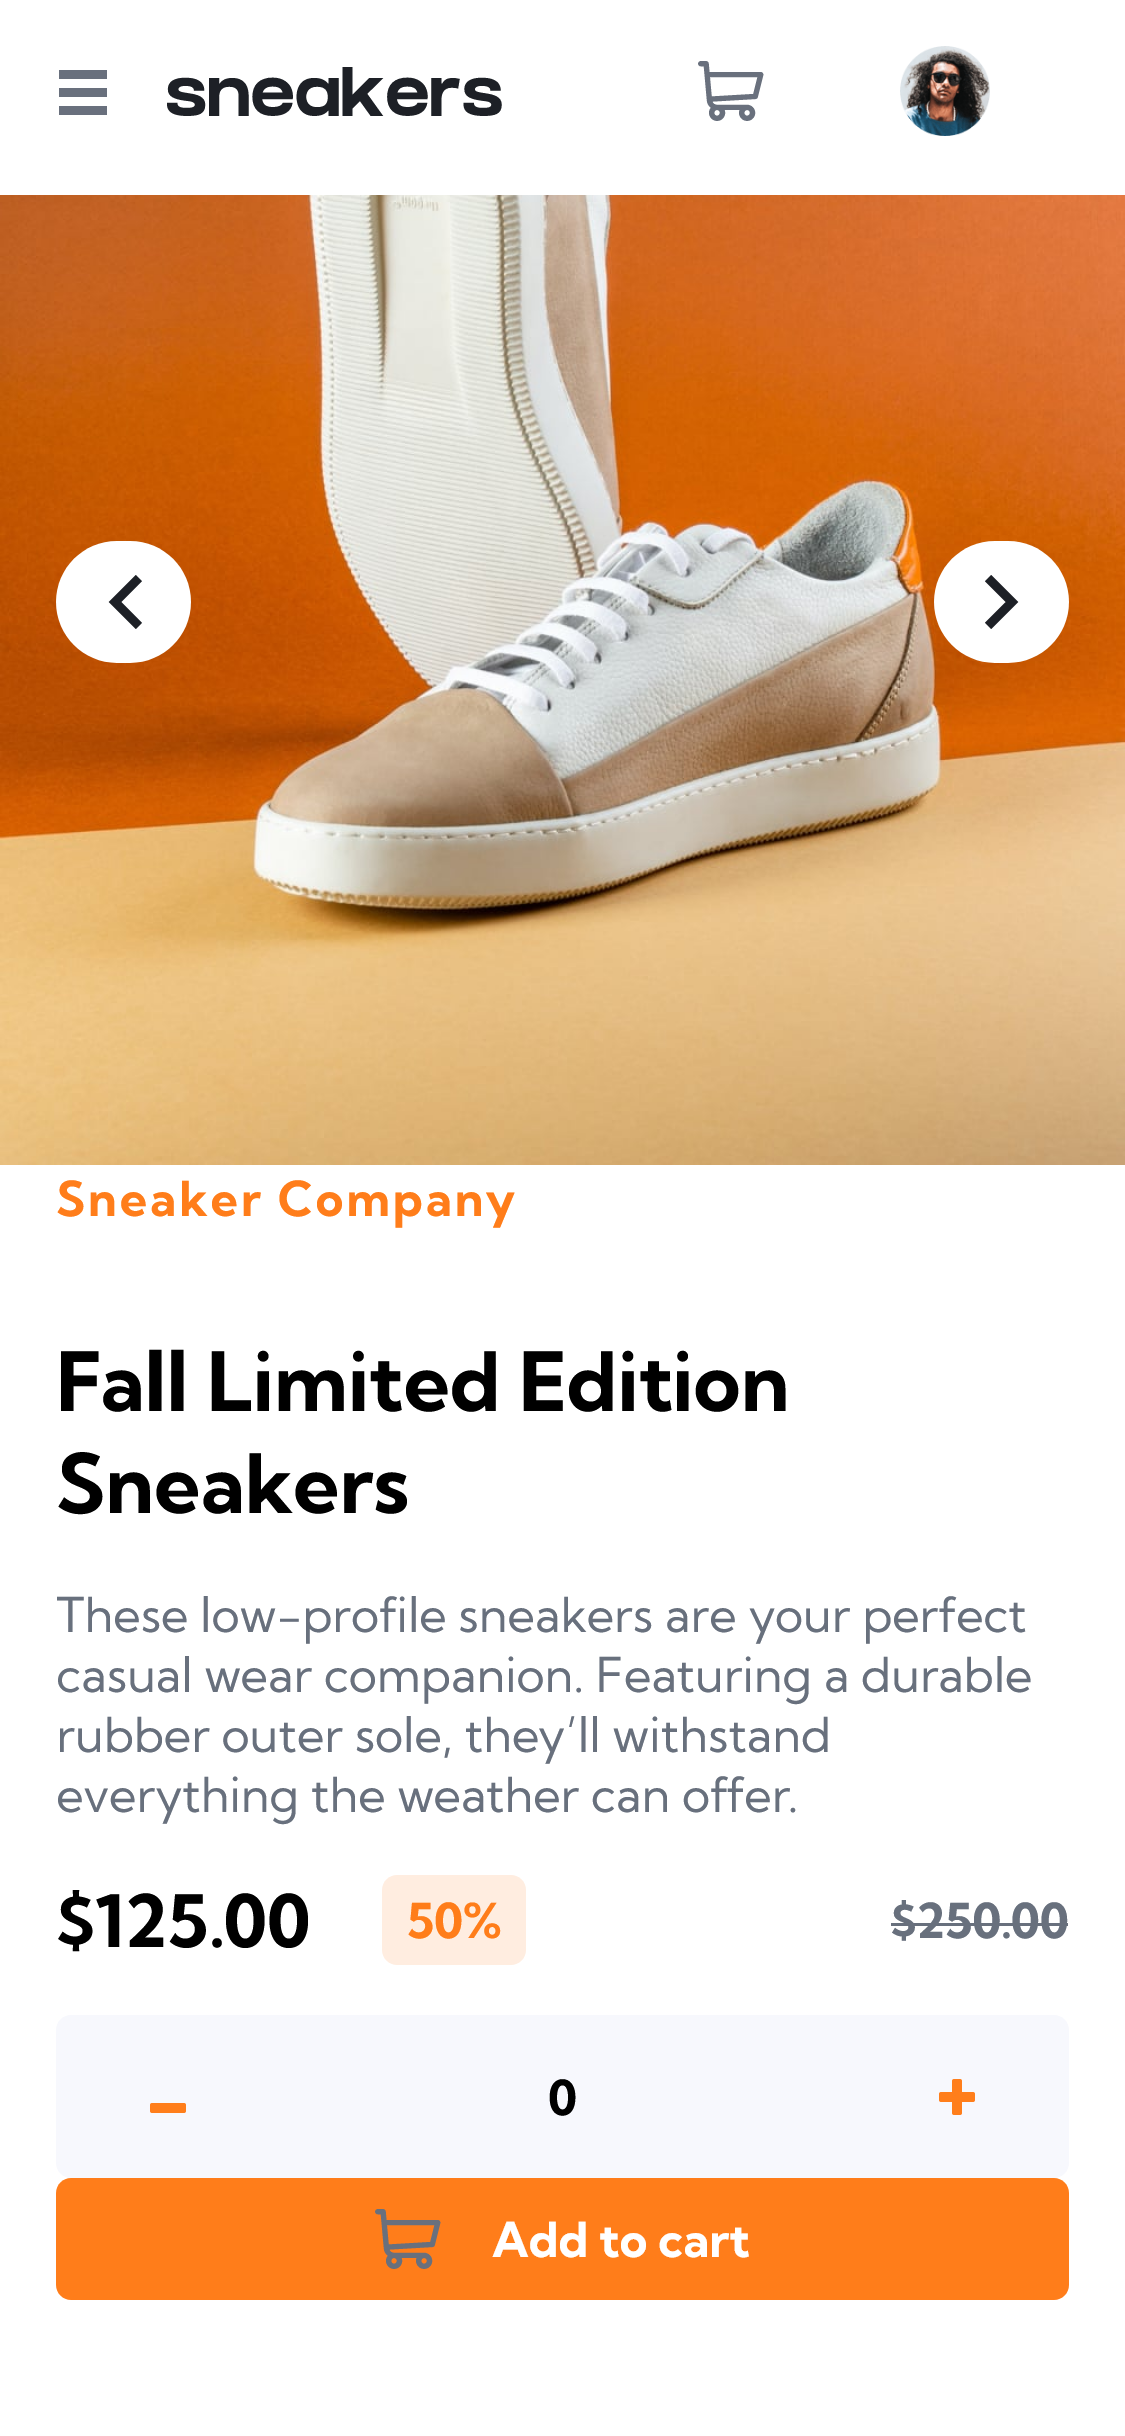 sneakers
Sneaker Company
Fall Limited Edition
Sneakers
These low-profile sneakers are your perfect
casual wear companion. Featuring a durable
rubber outer sole, they’ll withstand
everything the weather can offer.
$125.00 50% $250.00
– 0 +
Add to cart